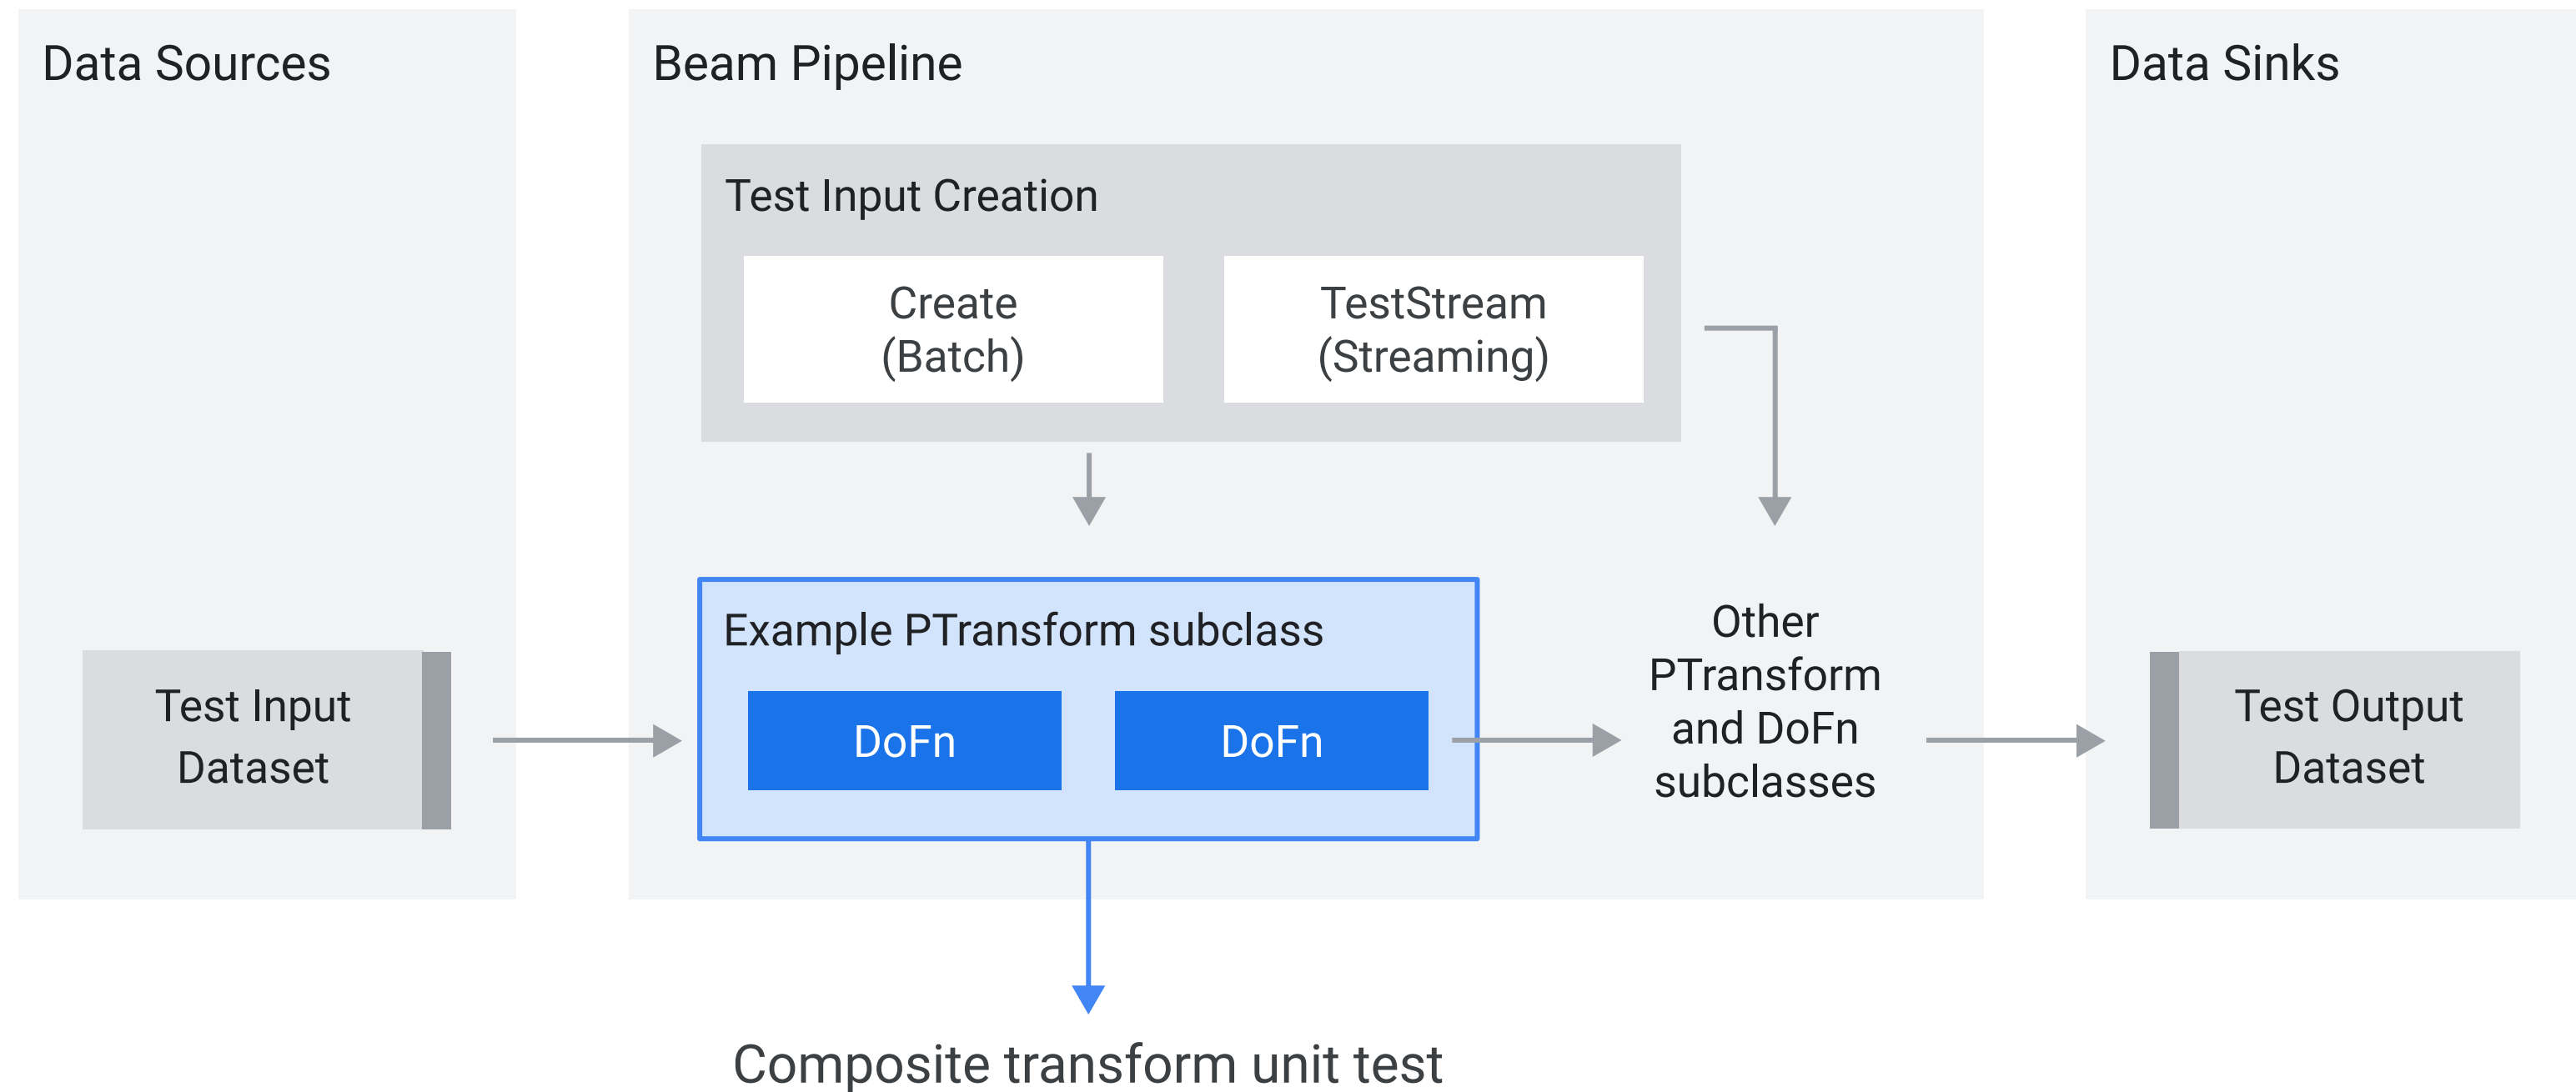 Data Sources
Beam Pipeline
Data Sinks
Test Input Creation
Create
(Batch)
TestStream
(Streaming)
Example PTransform subclass
DoFn
DoFn
Other
PTransform
and DoFn
subclasses
Test Input
Dataset
Test Output
Dataset
Composite transform unit test